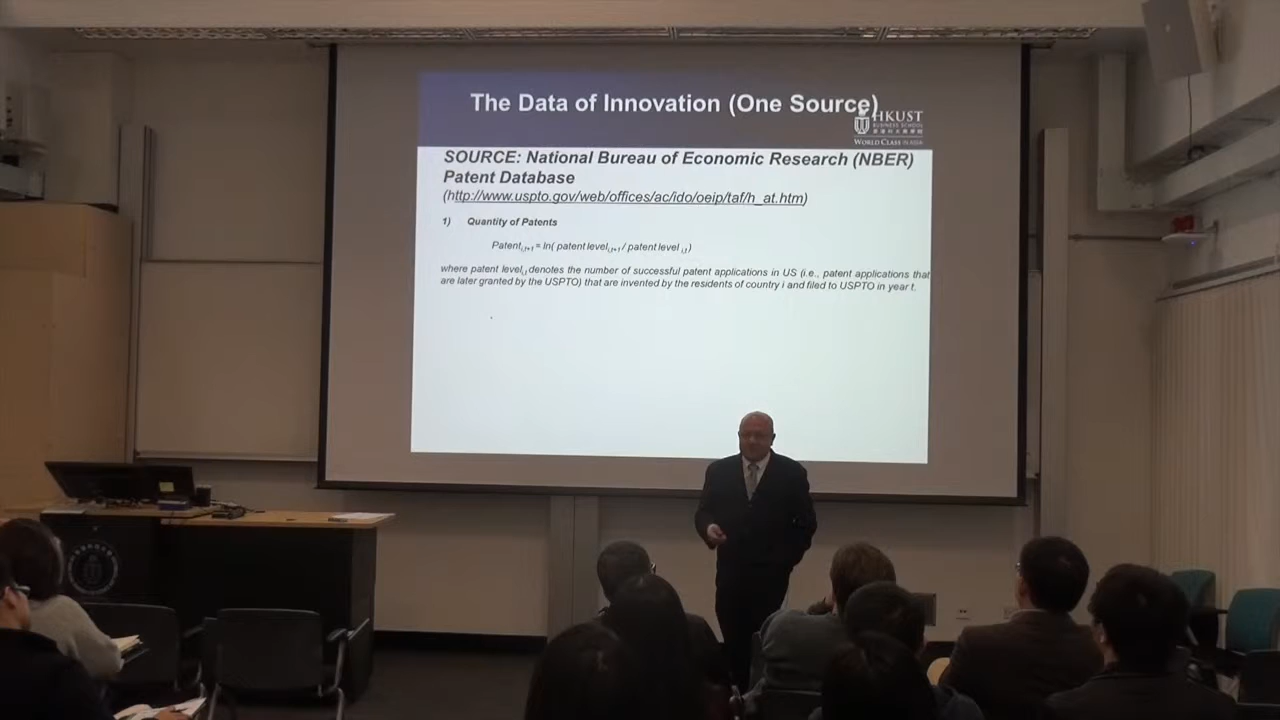 The Data of Innovation (One Source)
HKUST
BUSINESS SCHOOL
WORLD CLASS IN ASIA
SOURCE: National Bureau of Economic Research (NBER)
Patent Database
(http://www.uspto.gov/web/offices/ac/ido/oeip/taf/h_at.htm)
1) Quantity of Patents
Patent i,t+1 = ln( patent level i,t+1 / patent level i,t )
where patent level i,t denotes the number of successful patent applications in US (i.e., patent applications that
are later granted by the USPTO) that are invented by the residents of country i and filed to USPTO in year t.